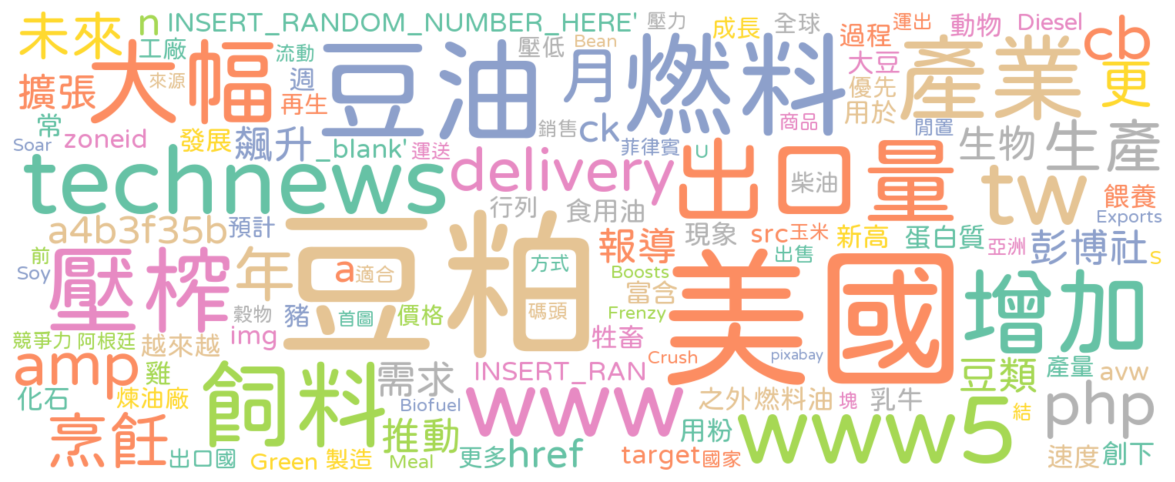 未來
n
INSERT_RANDOM_NUMBER_HERE'
壓力
成長
全球
運出
動物
Diesel
cb
工廠
流動
壓低
Bean
過程
大幅
來源
豆油
月
燃料
大豆
產業
更
擴張
週
再生
優先
用於
常
zoneid
發展
飆升
銷售
ck
商品
閒置
生物
生產
Soar
_blank'
運送
菲律賓
U
technews
delivery
出口量
柴油
tw
餵養
Exports
a4b3f35b
預計
行列
食用油
報導
現象
src
玉米
新高
蛋白質
亞洲
彭博社
s
前
Soy
壓榨
年
a
適合
豆粕
方式
Boosts
出售
美國
增加
穀物
豬
首圖
價格
碼頭
富含
Frenzy
競爭力
阿根廷
越來越
img
牲畜
Crush
pixabay
amp
雞
飼料
需求
INSERT_RAN
豆類
產量
avw
化石
煉油廠
Biofuel
www
之外
燃料油
塊
乳牛
結
php
烹飪
推動
用粉
www5
出口國
Green
製造
Meal
更多
href
target
國家
速度
創下